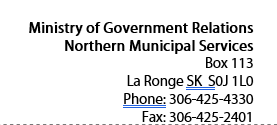 Ministry of Government Relations
Northern Municipal Services
Box 113
La Ronge SK  S0J 1L0
Phone: 306-425-4330
Fax: 306-425-2401